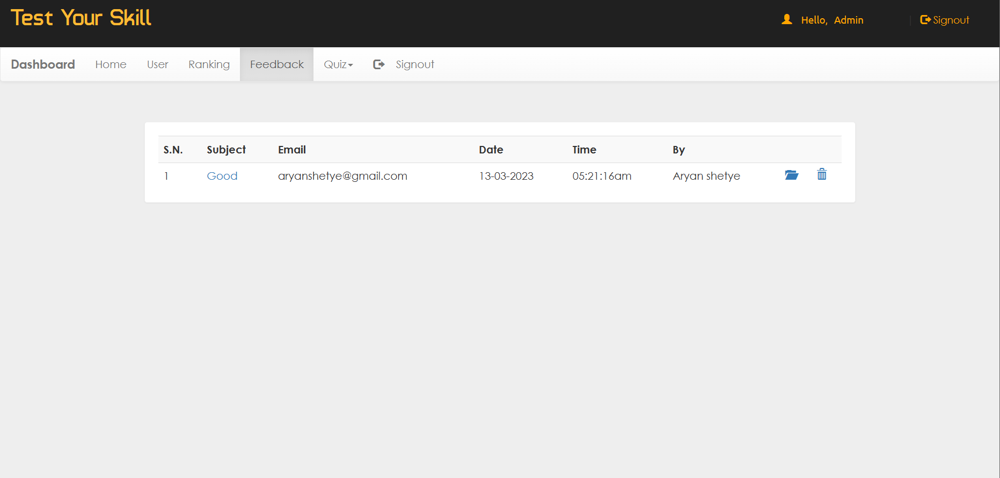 Test Your Skill
Hello, Admin | Signout
Dashboard Home User Ranking Feedback Quiz Signout
S.N. Subject Email Date Time By
1 Good aryanshetye@gmail.com 13-03-2023 05:21:16am Aryan shetye